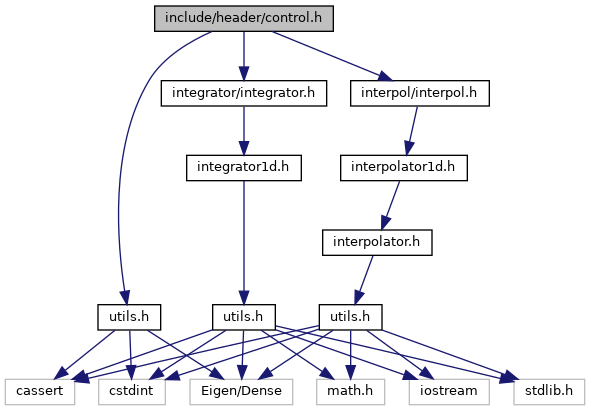 include/header/control.h
integrator/integrator.h
interpol/interpol.h
integrator1d.h
interpolator1d.h
interpolator.h
utils.h
utils.h
utils.h
cassert
cstdint
Eigen/Dense
math.h
iostream
stdlib.h